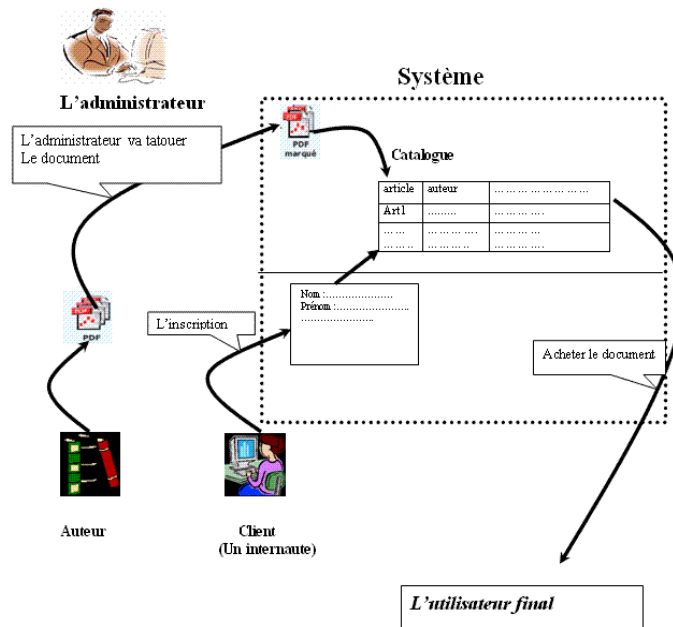 L'administrateur
Système
L'administrateur va tatouer
Le document
PDF
marqué
Catalogue
article auteur ... ... ... ... ... ... ... ...
Art1 ......... ... ... ... ....
... ... ... ... ... .... ... ... ... ...
... ... .. ... ... ... .. ... ... ... ....
PDF
L'inscription
Nom :......................
Prénom :.......................
.......................
Acheter le document
Auteur
Client
(Un internaute)
L'utilisateur final